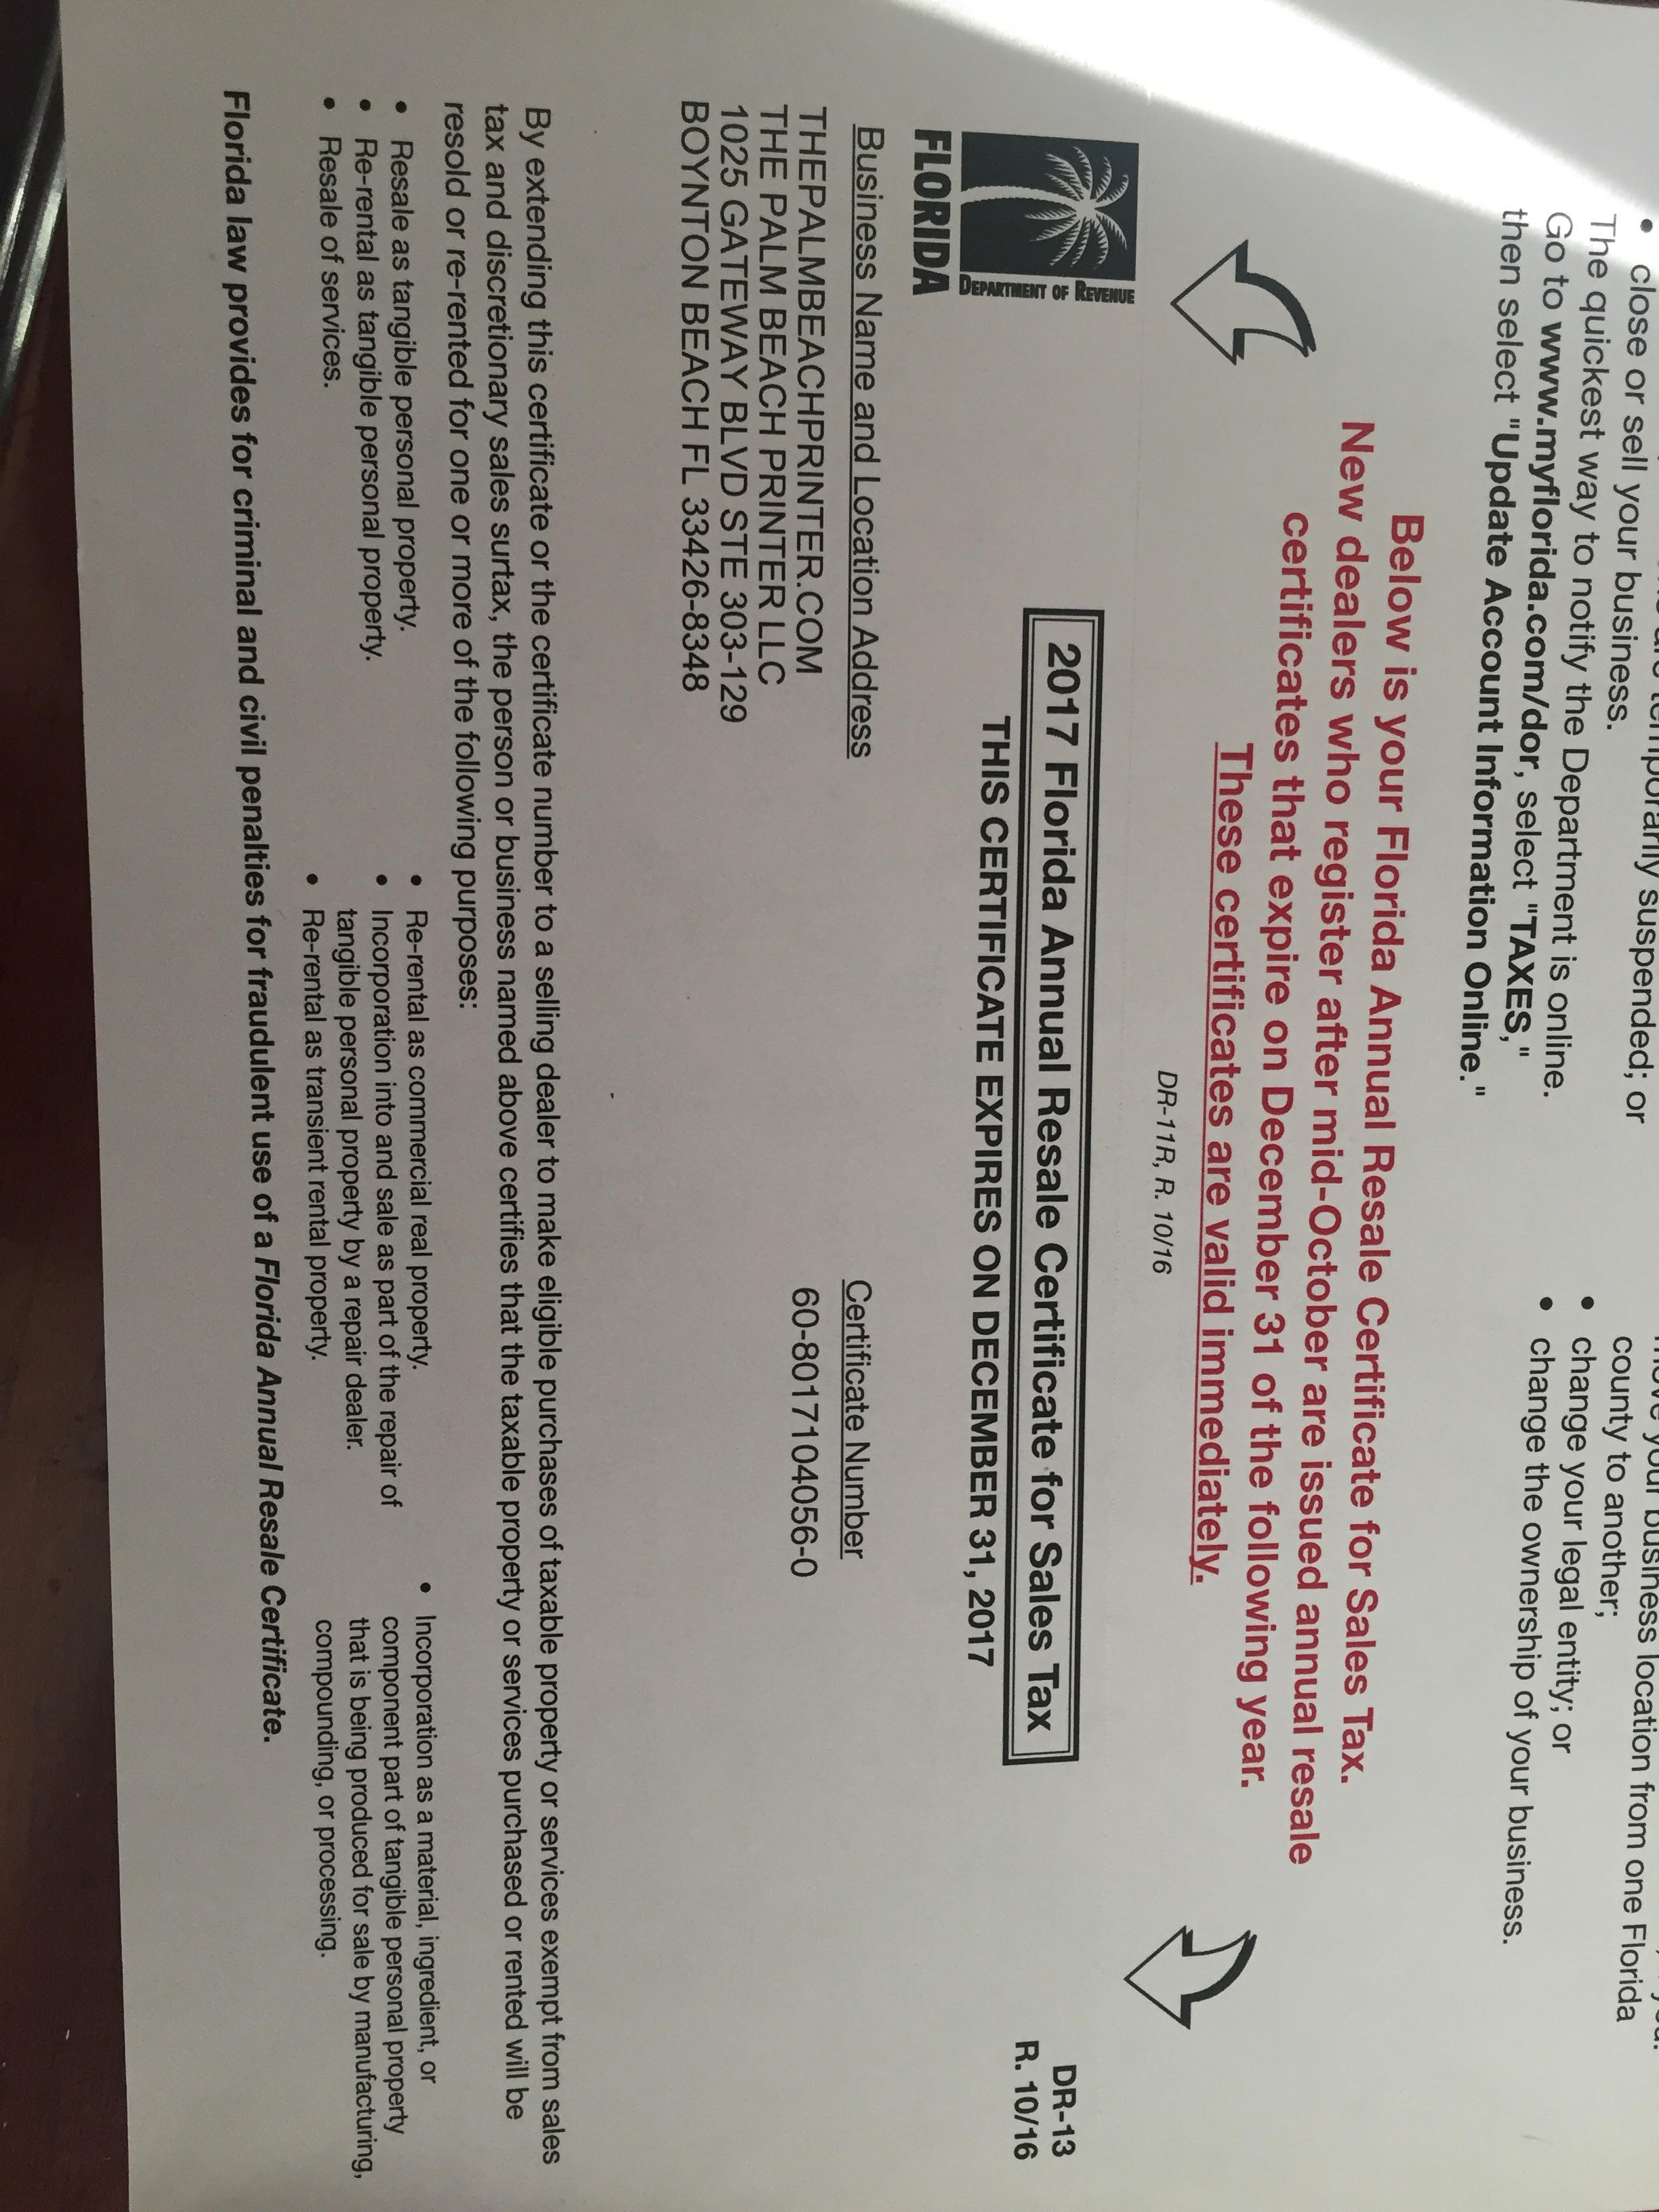 suspended; or
• close or sell your business.
The quickest way to notify the Department is online.
Go to www.myflorida.com/dor, select "TAXES,"
then select "Update Account Information Online."
your business location from one Florida
county to another;
• change your legal entity; or
• change the ownership of your business.
Below is your Florida Annual Resale Certificate for Sales Tax.
New dealers who register after mid-October are issued annual resale
certificates that expire on December 31 of the following year.
These certificates are valid immediately.
DR-11R, R. 10/16
FLORIDA
DEPARTMENT OF REVENUE
2017 Florida Annual Resale Certificate for Sales Tax
THIS CERTIFICATE EXPIRES ON DECEMBER 31, 2017
DR-13
R. 10/16
Business Name and Location Address
THEPALMBEACHPRINTER.COM
THE PALM BEACH PRINTER LLC
1025 GATEWAY BLVD STE 303-129
BOYNTON BEACH FL 33426-8348
Certificate Number
60-8017104056-0
By extending this certificate or the certificate number to a selling dealer to make eligible purchases of taxable property or services exempt from sales
tax and discretionary sales surtax, the person or business named above certifies that the taxable property or services purchased or rented will be
resold or re-rented for one or more of the following purposes:
• Resale as tangible personal property.
• Re-rental as tangible personal property.
• Resale of services.
• Re-rental as commercial real property.
• Incorporation into and sale as part of the repair of
tangible personal property by a repair dealer.
• Re-rental as transient rental property.
• Incorporation as a material, ingredient, or
component part of tangible personal property
that is being produced for sale by manufacturing,
compounding, or processing.
Florida law provides for criminal and civil penalties for fraudulent use of a Florida Annual Resale Certificate.